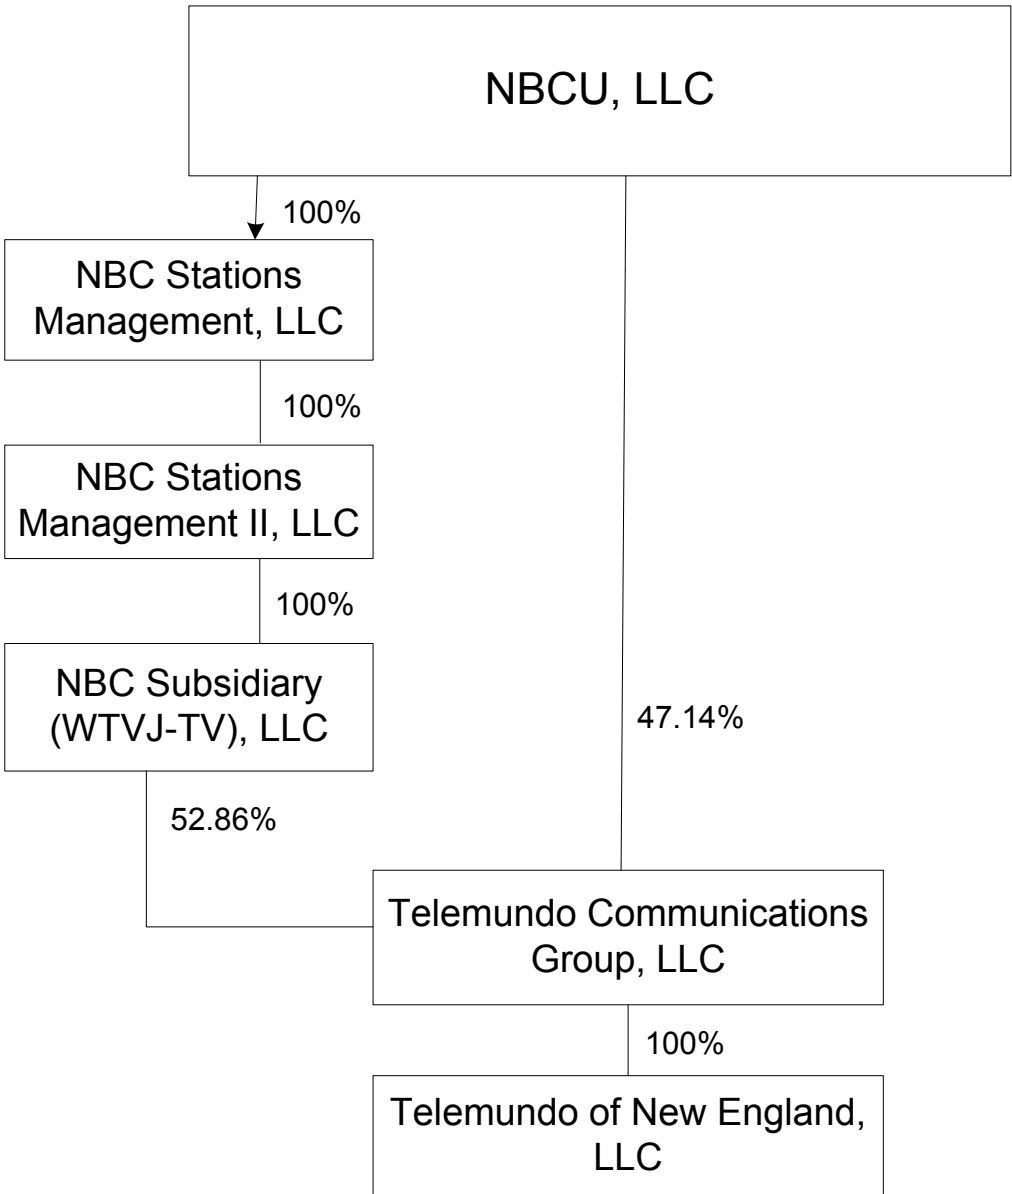 NBCU, LLC
100%
NBC Stations
Management, LLC
100%
NBC Stations
Management II, LLC
100%
NBC Subsidiary
(WTVJ-TV), LLC
47.14%
52.86%
Telemundo Communications
Group, LLC
100%
Telemundo of New England,
LLC